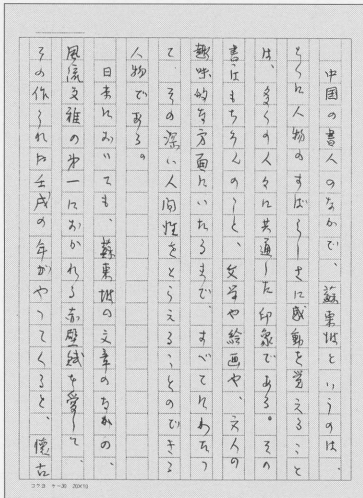 中国の書人のなかで、蘇東坡というのは、
とくに人物のすばらしさに感動を覚えること
は、多くの人々に共通した印象である。その
書はもちろんのこと、文学や絵画や、文人の
趣味的な方面にいたるまで、すべてにわたっ
て、その深い人間性をとらえることのできる
人物である。
日本においても、蘇東坡の文章のなかの、
風流文雅の第一におかれる赤壁賦を愛して、
その作られた壬戌の年がやってくると、懐古
コクヨ ケ-30 20×10